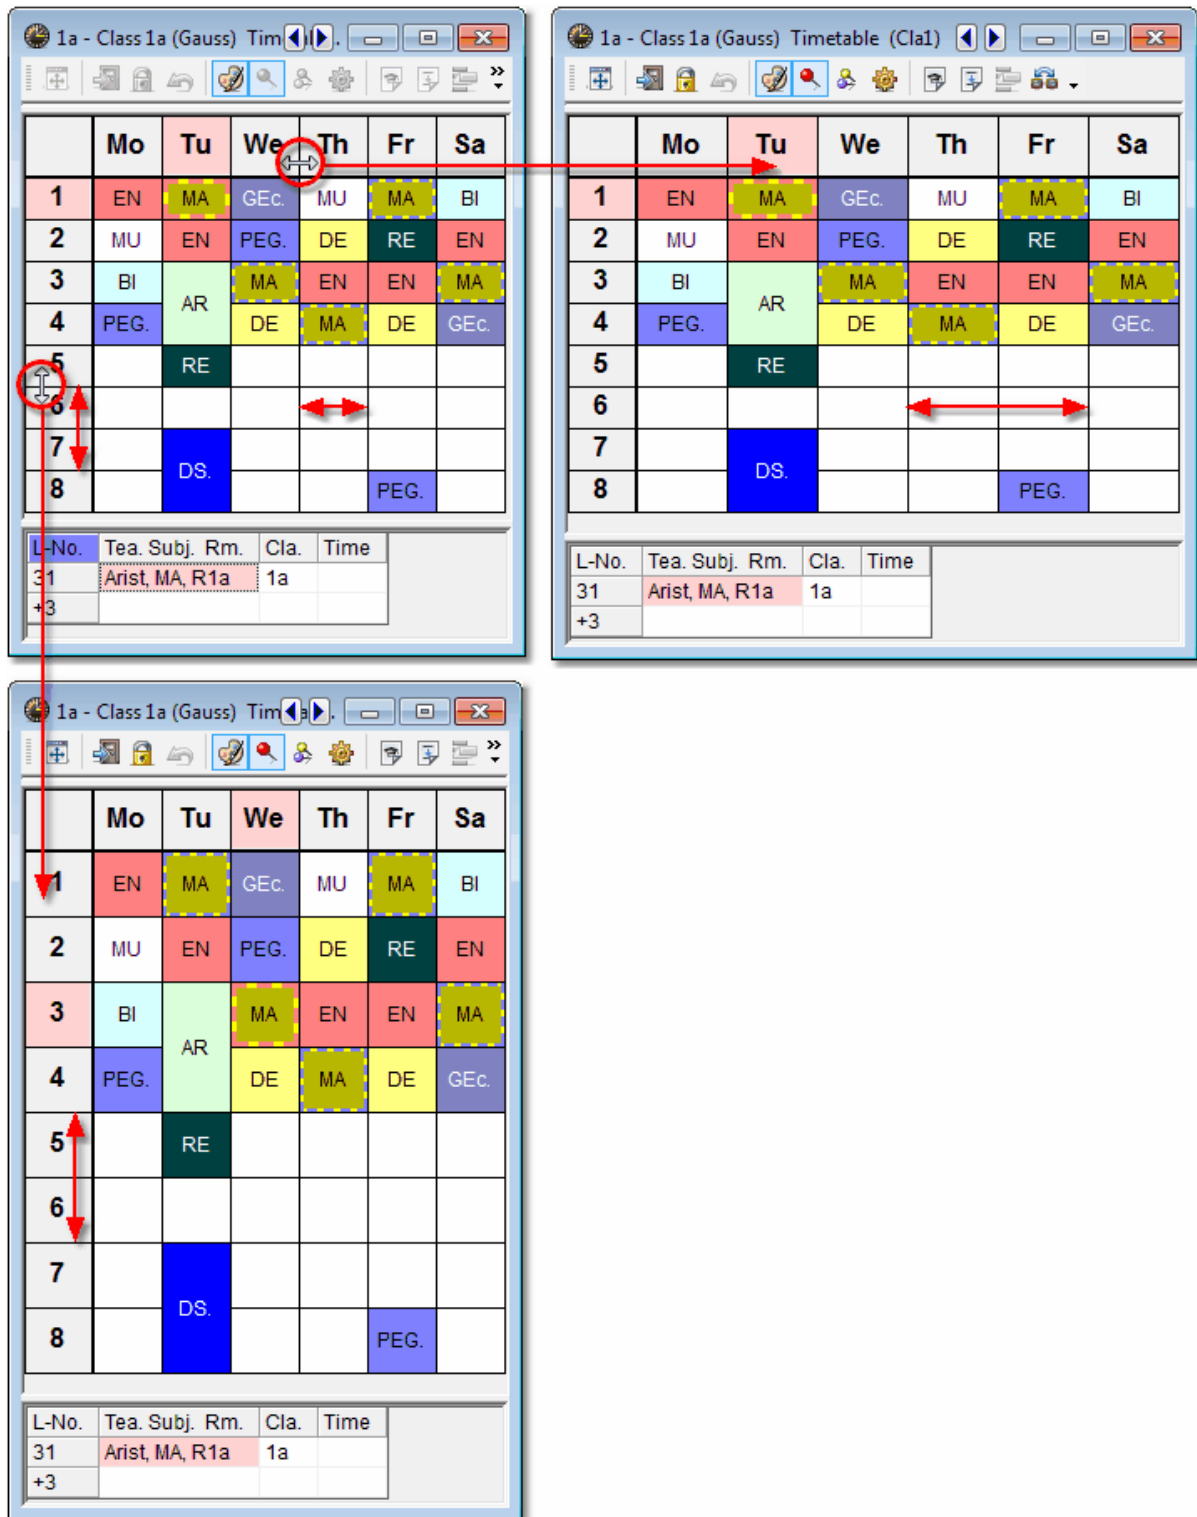 1a - Class 1a (Gauss) Tim
Mo Tu We Th Fr Sa
1 EN MA GEc. MU MA BI
2 MU EN PEG. DE RE EN
3 BI AR MA EN EN MA
4 PEG. DE MA DE GEc.
5 RE
6
7 DS.
8 PEG.
L-No. Tea. Subj. Rm. Cla. Time
31 Arist, MA, R1a 1a
+3
1a - Class 1a (Gauss) Timetable (Cla1)
Mo Tu We Th Fr Sa
1 EN MA GEc. MU MA BI
2 MU EN PEG. DE RE EN
3 BI AR MA EN EN MA
4 PEG. DE MA DE GEc.
5 RE
6
7 DS.
8 PEG.
L-No. Tea. Subj. Rm. Cla. Time
31 Arist, MA, R1a 1a
+3
1a - Class 1a (Gauss) Tim
Mo Tu We Th Fr Sa
1 EN MA GEc. MU MA BI
2 MU EN PEG. DE RE EN
3 BI AR MA EN EN MA
4 PEG. DE MA DE GEc.
5 RE
6
7 DS.
8 PEG.
L-No. Tea. Subj. Rm. Cla. Time
31 Arist, MA, R1a 1a
+3